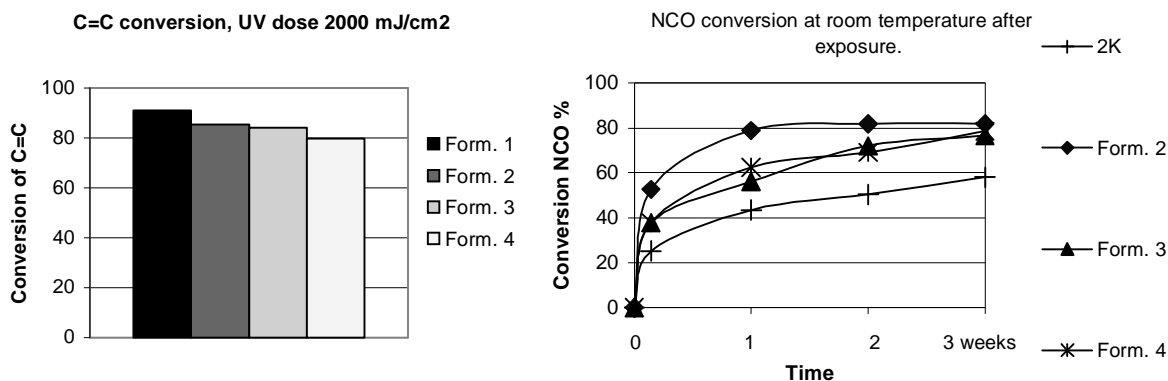 C=C conversion, UV dose 2000 mJ/cm2
Conversion of C=C
100
80
60
40
20
0
Form. 1
Form. 2
Form. 3
Form. 4
NCO conversion at room temperature after
exposure.
Conversion NCO %
100
80
60
40
20
0
0 1 2 3 weeks
Time
2K
Form. 2
Form. 3
Form. 4